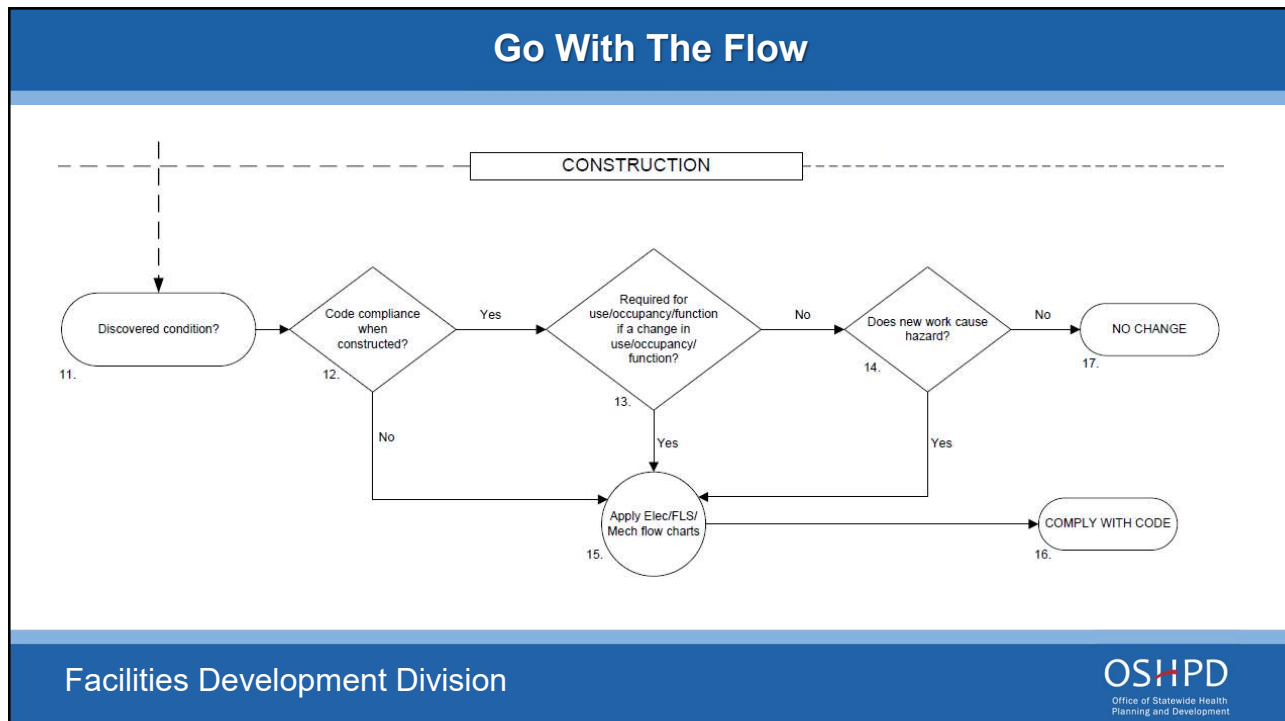 Go With The Flow
CONSTRUCTION
Discovered condition?
11.
Code compliance
when
constructed?
12.
Yes
No
Required for
use/occupancy/function
if a change in
use/occupancy/
function?
13.
No
Yes
Does new work cause
hazard?
14.
No
Yes
NO CHANGE
17.
Apply Elec/FLS/
Mech flow charts
15.
COMPLY WITH CODE
16.
Facilities Development Division
OSHPD
Office of Statewide Health
Planning and Development